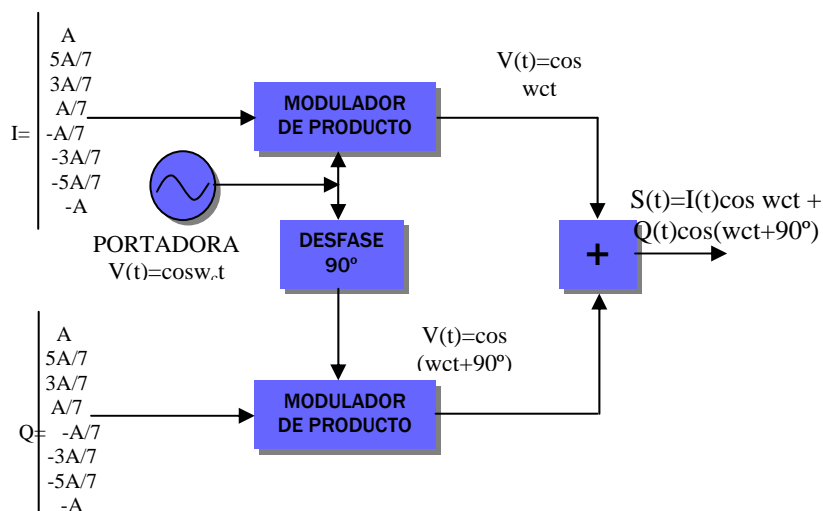 A
5A/7
3A/7
A/7
I=
-A/7
-3A/7
-5A/7
-A
MODULADOR
DE PRODUCTO
V(t)=cos
wct
PORTADORA
V(t)=coswct
DESFASE
90º
+
S(t)=I(t)cos wct +
Q(t)cos(wct+90º)
A
5A/7
3A/7
A/7
Q=
-A/7
-3A/7
-5A/7
-A
V(t)=cos
(wct+90º)
MODULADOR
DE PRODUCTO